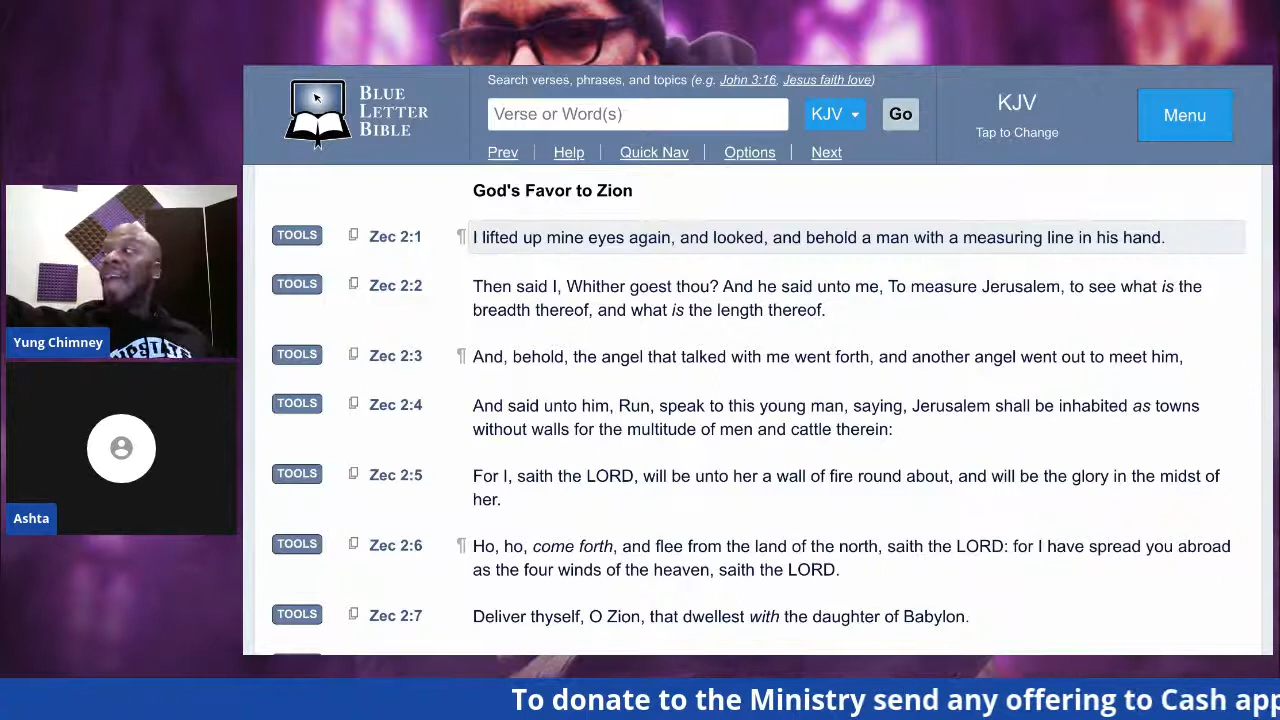 Search verses, phrases, and topics (e.g. John 3:16, Jesus faith love)
BLUE
LETTER
BIBLE
Verse or Word(s)
KJV
Go
KJV
Tap to Change
Menu
Prev
Help
Quick Nav
Options
Next
God's Favor to Zion
TOOLS Zec 2:1 ¶ I lifted up mine eyes again, and looked, and behold a man with a measuring line in his hand.
TOOLS Zec 2:2 Then said I, Whither goest thou? And he said unto me, To measure Jerusalem, to see what is the
breadth thereof, and what is the length thereof.
TOOLS Zec 2:3 ¶ And, behold, the angel that talked with me went forth, and another angel went out to meet him,
TOOLS Zec 2:4 And said unto him, Run, speak to this young man, saying, Jerusalem shall be inhabited as towns
without walls for the multitude of men and cattle therein:
TOOLS Zec 2:5 For I, saith the LORD, will be unto her a wall of fire round about, and will be the glory in the midst of
her.
TOOLS Zec 2:6 ¶ Ho, ho, come forth, and flee from the land of the north, saith the LORD: for I have spread you abroad
as the four winds of the heaven, saith the LORD.
TOOLS Zec 2:7 Deliver thyself, O Zion, that dwellest with the daughter of Babylon.
Yung Chimney
Ashta
To donate to the Ministry send any offering to Cash app